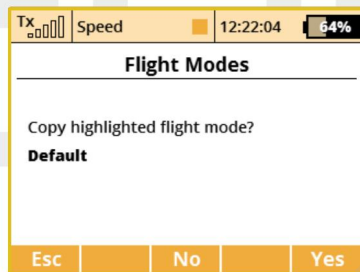 Tx Speed 12:22:04 64%
Flight Modes
Copy highlighted flight mode?
Default
Esc No Yes